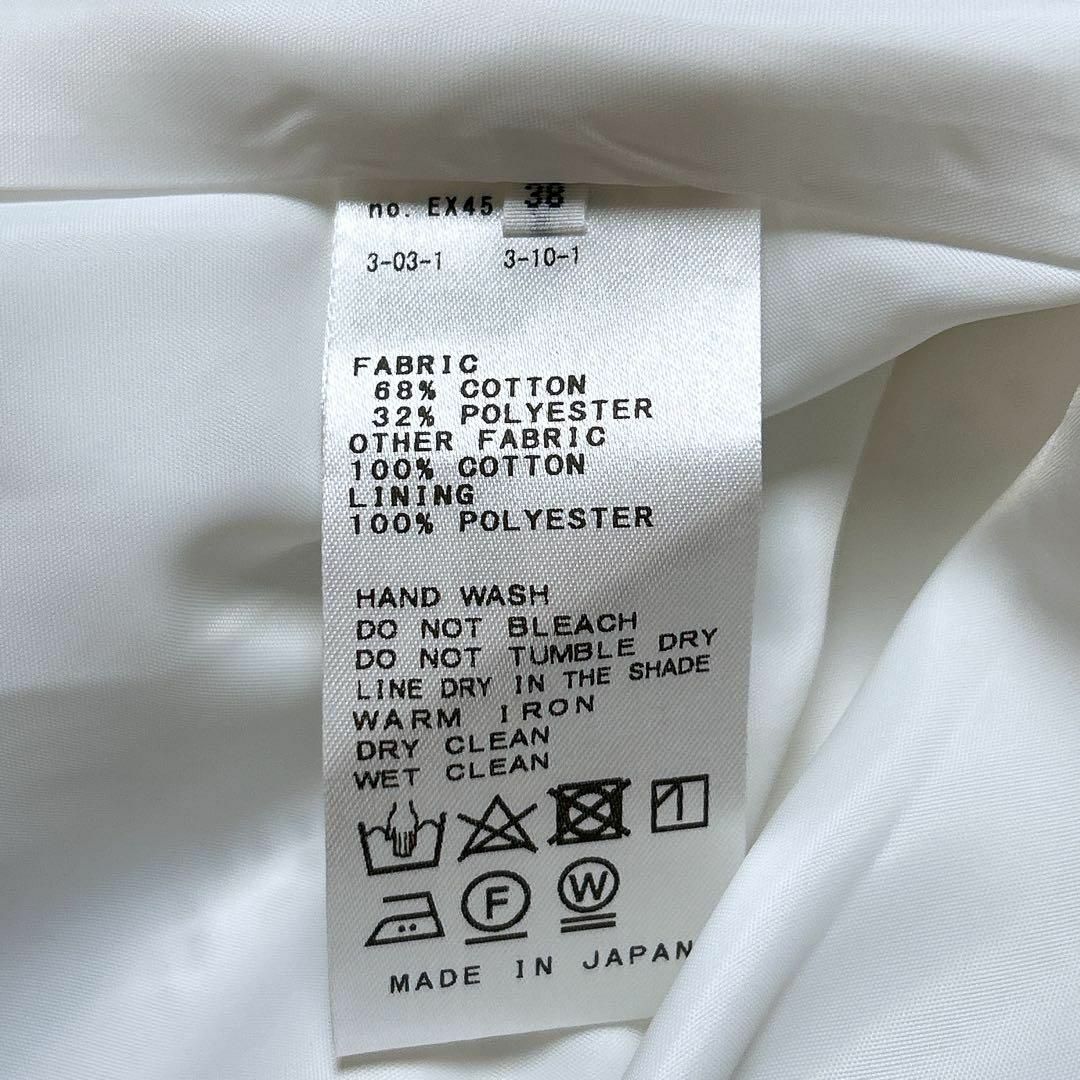 no. EX45 38
3-03-1 3-10-1
FABRIC
68% COTTON
32% POLYESTER
OTHER FABRIC
100% COTTON
LINING
100% POLYESTER
HAND WASH
DO NOT BLEACH
DO NOT TUMBLE DRY
LINE DRY IN THE SHADE
WARM IRON
DRY CLEAN
WET CLEAN
F W
MADE IN JAPAN